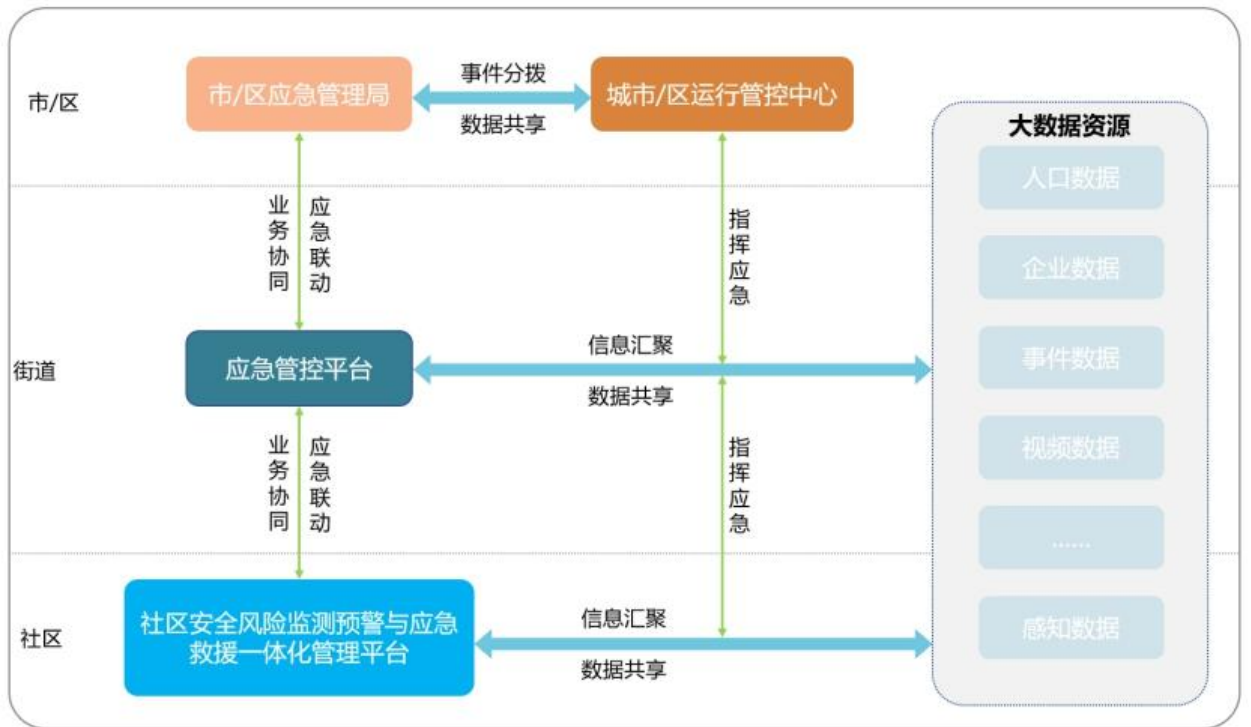 市/区
市/区应急管理局
事件分拨
数据共享
城市/区运行管控中心
大数据资源
人口数据
企业数据
事件数据
视频数据
……
感知数据
业务协同
应急联动
指挥应急
街道
应急管控平台
信息汇聚
数据共享
业务协同
应急联动
指挥应急
社区
社区安全风险监测预警与应急
救援一体化管理平台
信息汇聚
数据共享